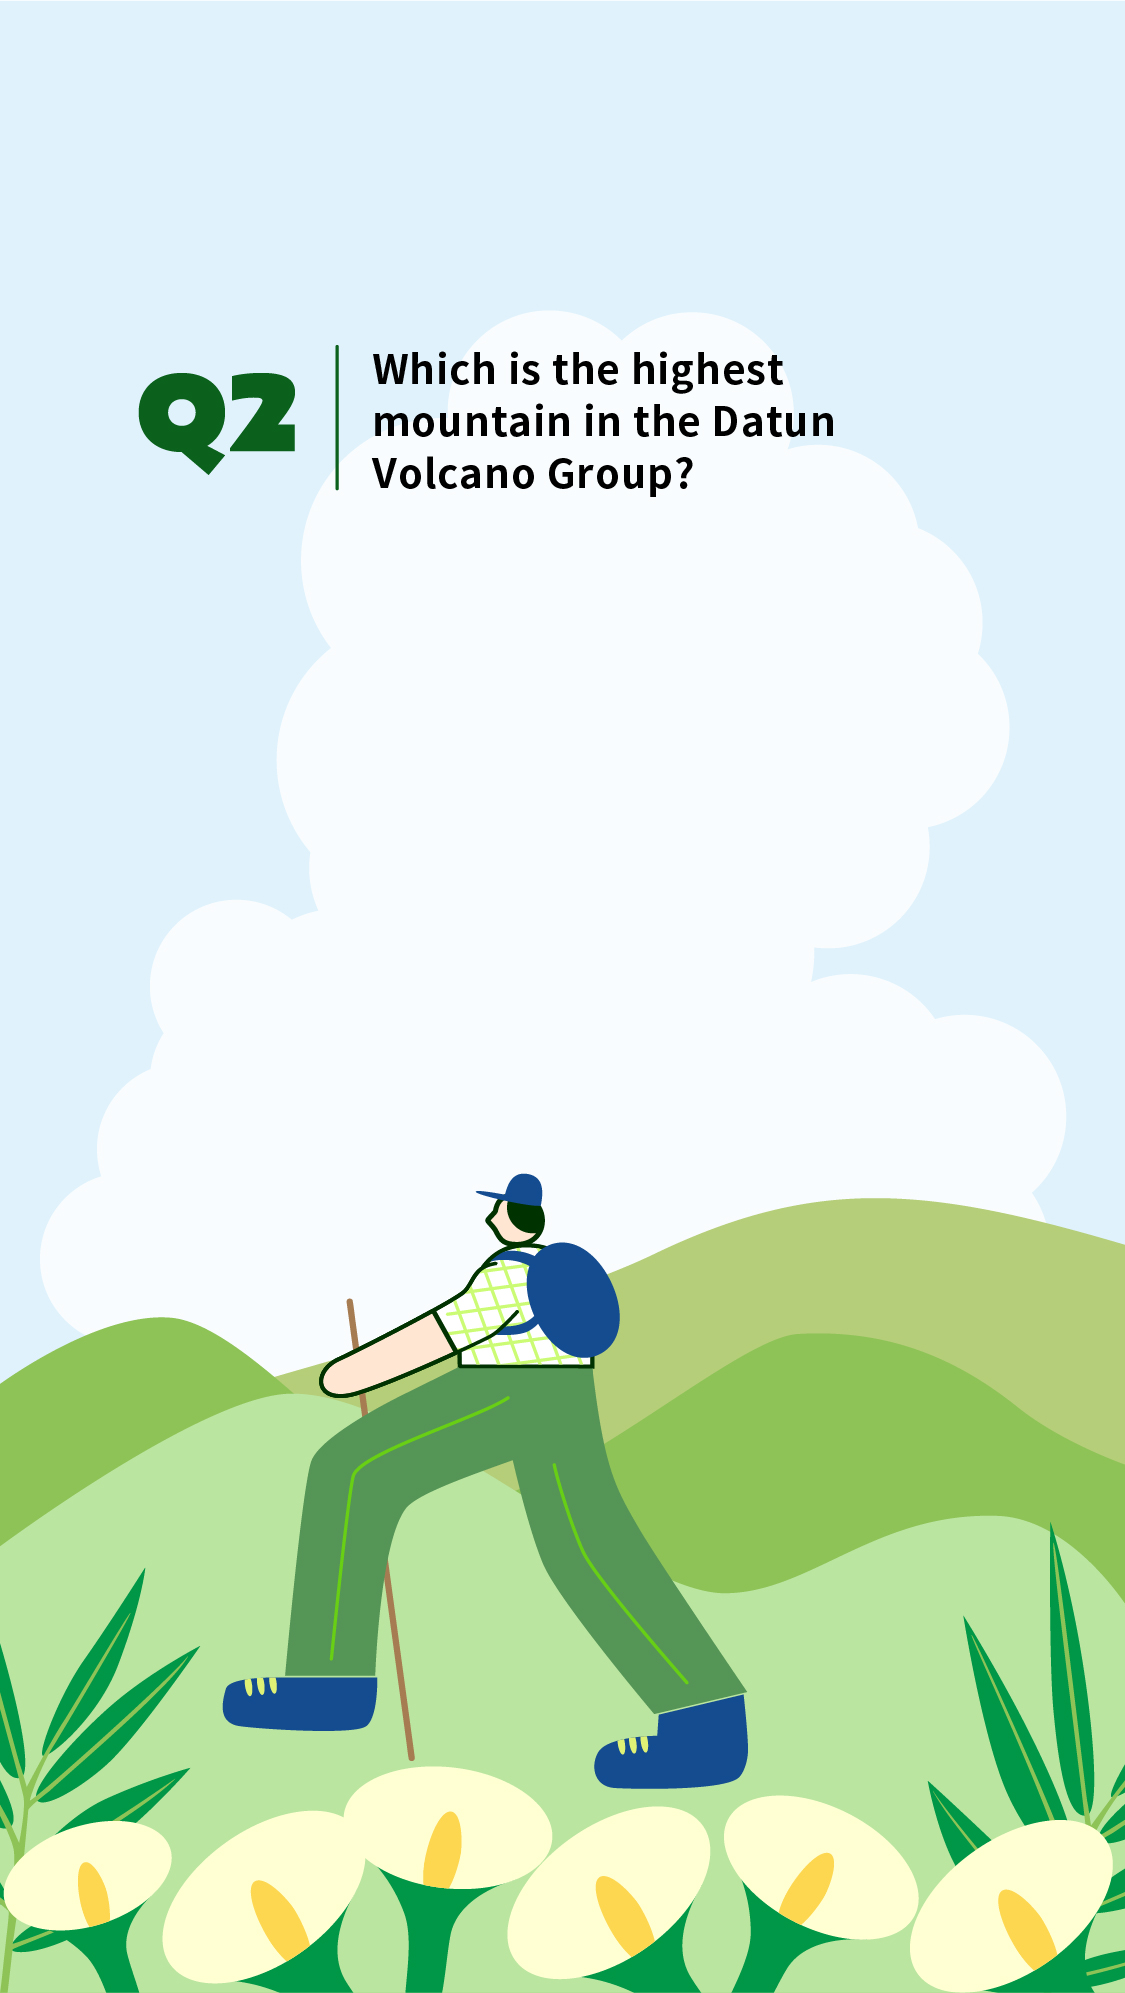 Q2
Which is the highest
mountain in the Datun
Volcano Group?